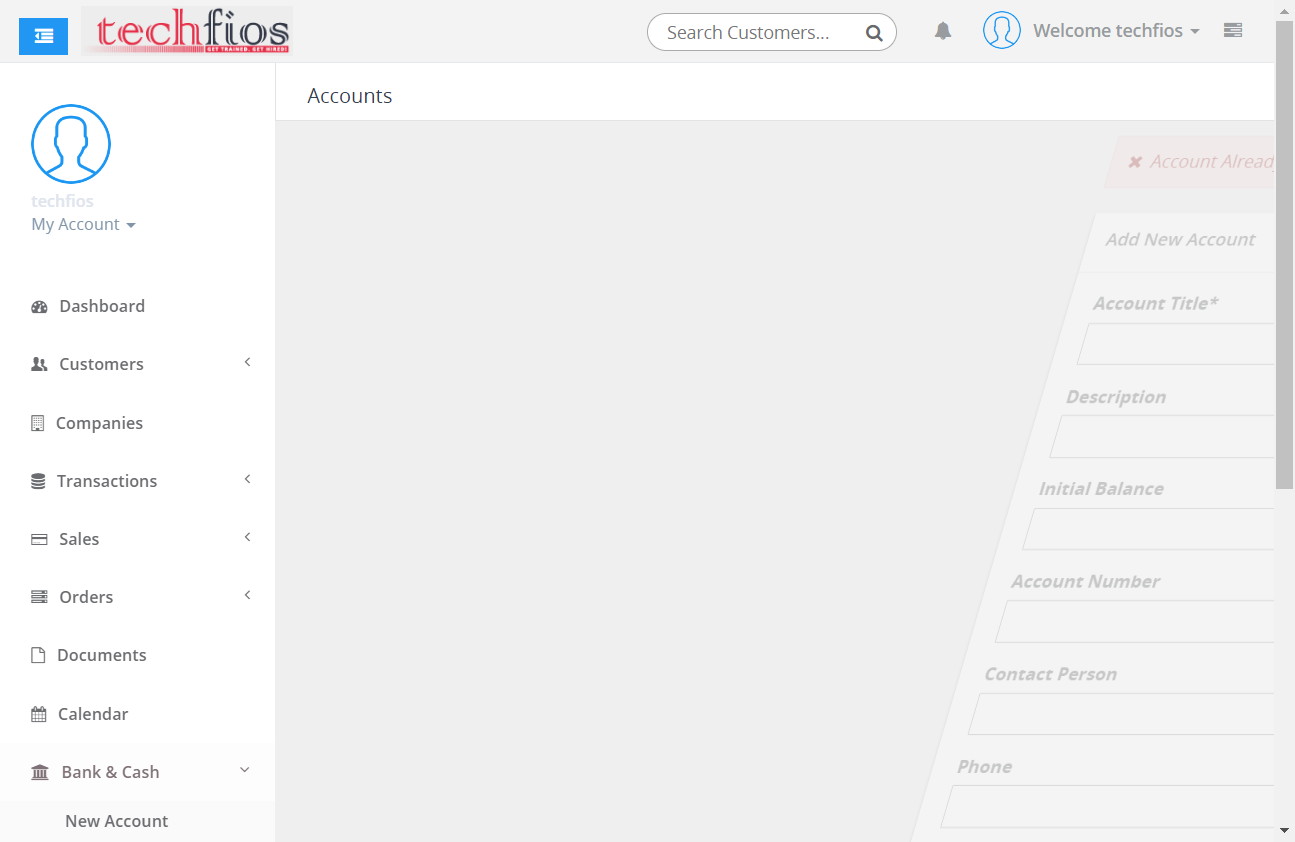 techfios
GET TRAINED. GET HIRED!
Search Customers...
Welcome techfios
Accounts
techfios
My Account
Dashboard
Customers
Companies
Transactions
Sales
Orders
Documents
Calendar
Bank & Cash
New Account
Account Already
Add New Account
Account Title*
Description
Initial Balance
Account Number
Contact Person
Phone